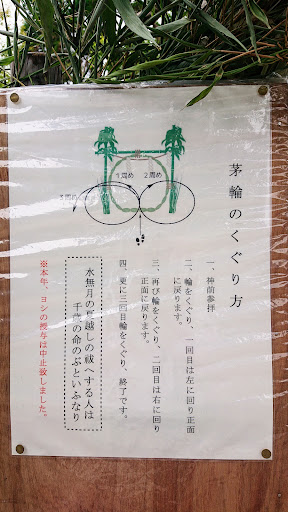 茅輪のくぐり方
1周め
2周め
3周め
一、神前参拝
二、輪をくぐり、一回目は左に回り正面
に戻ります。
三、再び輪をくぐり、二回目は右に回り
正面に戻ります。
四、更に三回目輪をくぐり、終了です。
水無月の夏越しの祓へする人は
千歳の命のぶといふなり
※本年、ヨシの授与は中止致しました。